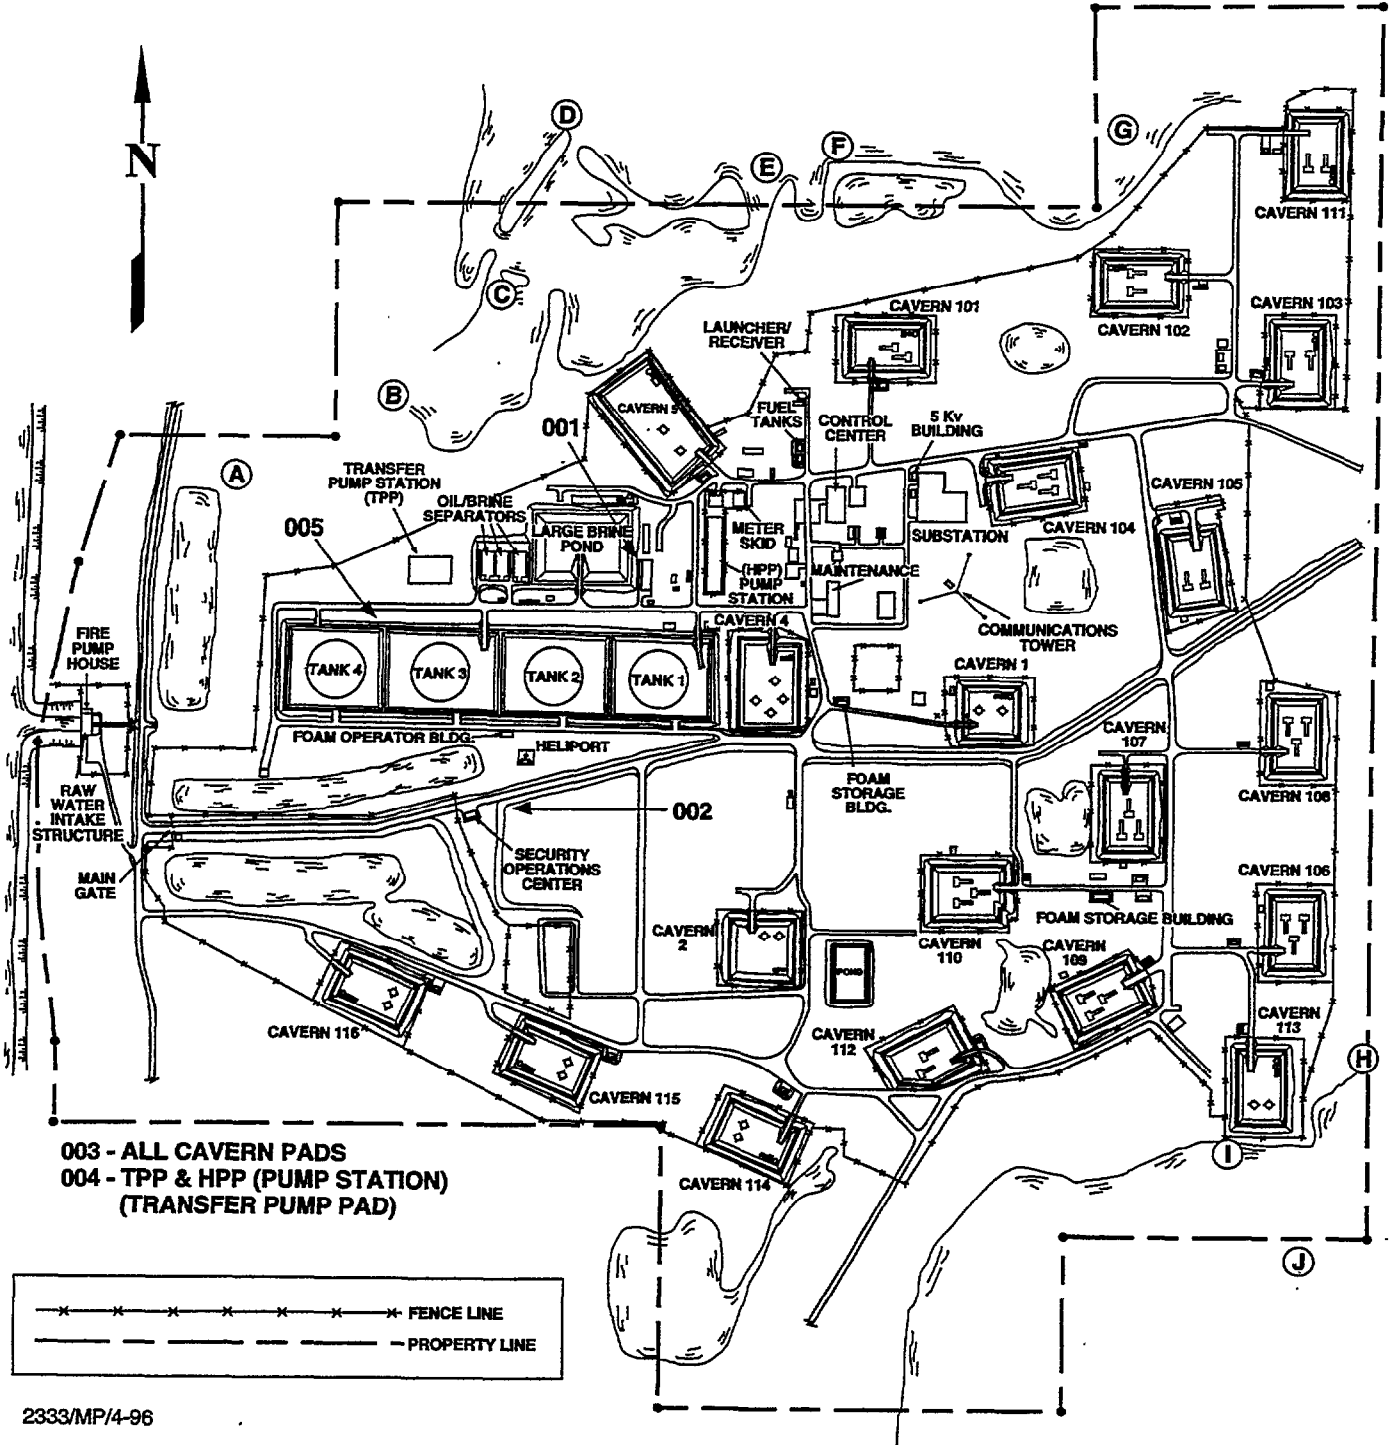 D
F
G
E
N
CAVERN 111
C
CAVERN 101
CAVERN 103
LAUNCHER/
RECEIVER
CAVERN 102
B
CAVERN 5
FUEL
TANKS
CONTROL
CENTER
5 Kv
BUILDING
001
A
TRANSFER
PUMP STATION
(TPP)
OIL/BRINE
SEPARATORS
CAVERN 105
005
LARGE BRINE
POND
METER
SKID
SUBSTATION
CAVERN 104
(HPP)
PUMP
STATION
MAINTENANCE
CAVERN 4
COMMUNICATIONS
TOWER
FIRE
PUMP
HOUSE
TANK 4
TANK 3
TANK 2
TANK 1
CAVERN 1
FOAM OPERATOR BLDG.
HELIPORT
CAVERN
107
FOAM
STORAGE
BLDG.
CAVERN 108
RAW
WATER
INTAKE
STRUCTURE
002
MAIN
GATE
SECURITY
OPERATIONS
CENTER
CAVERN 106
FOAM STORAGE BUILDING
CAVERN
2
CAVERN
110
CAVERN
109
POND
CAVERN 116
CAVERN
112
CAVERN
113
H
CAVERN 115
003 - ALL CAVERN PADS
004 - TPP & HPP (PUMP STATION)
(TRANSFER PUMP PAD)
CAVERN 114
I
J
FENCE LINE
PROPERTY LINE
2333/MP/4-96